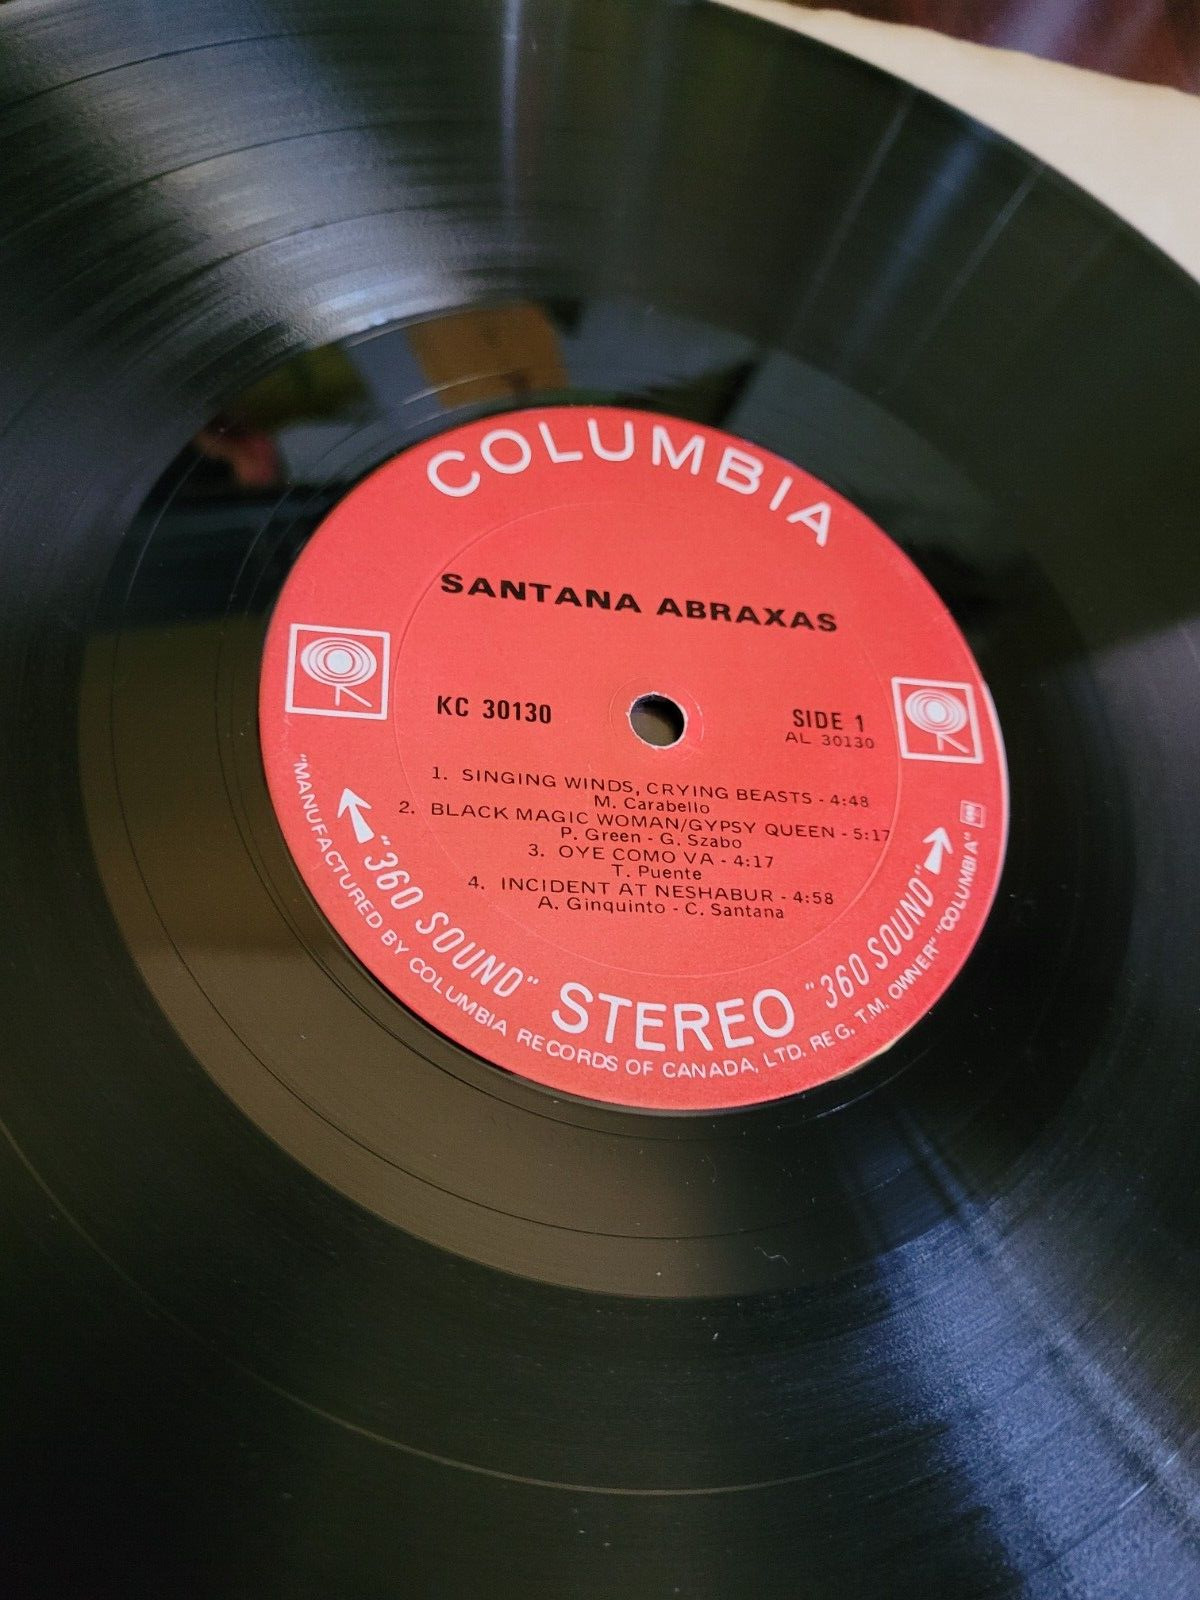 COLUMBIA
SANTANA ABRAXAS
KC 30130
SIDE 1
AL 30130
1. SINGING WINDS, CRYING BEASTS - 4:48
M. Carabello
2. BLACK MAGIC WOMAN/GYPSY QUEEN - 5:17
P. Green - G. Szabo
3. OYE COMO VA - 4:17
T. Puente
4. INCIDENT AT NESHABUR - 4:58
A. Ginquinto - C. Santana
"360 SOUND" STEREO "360 SOUND"
"MANUFACTURED BY COLUMBIA RECORDS OF CANADA, LTD. REG. T.M. OWNER" "COLUMBIA"